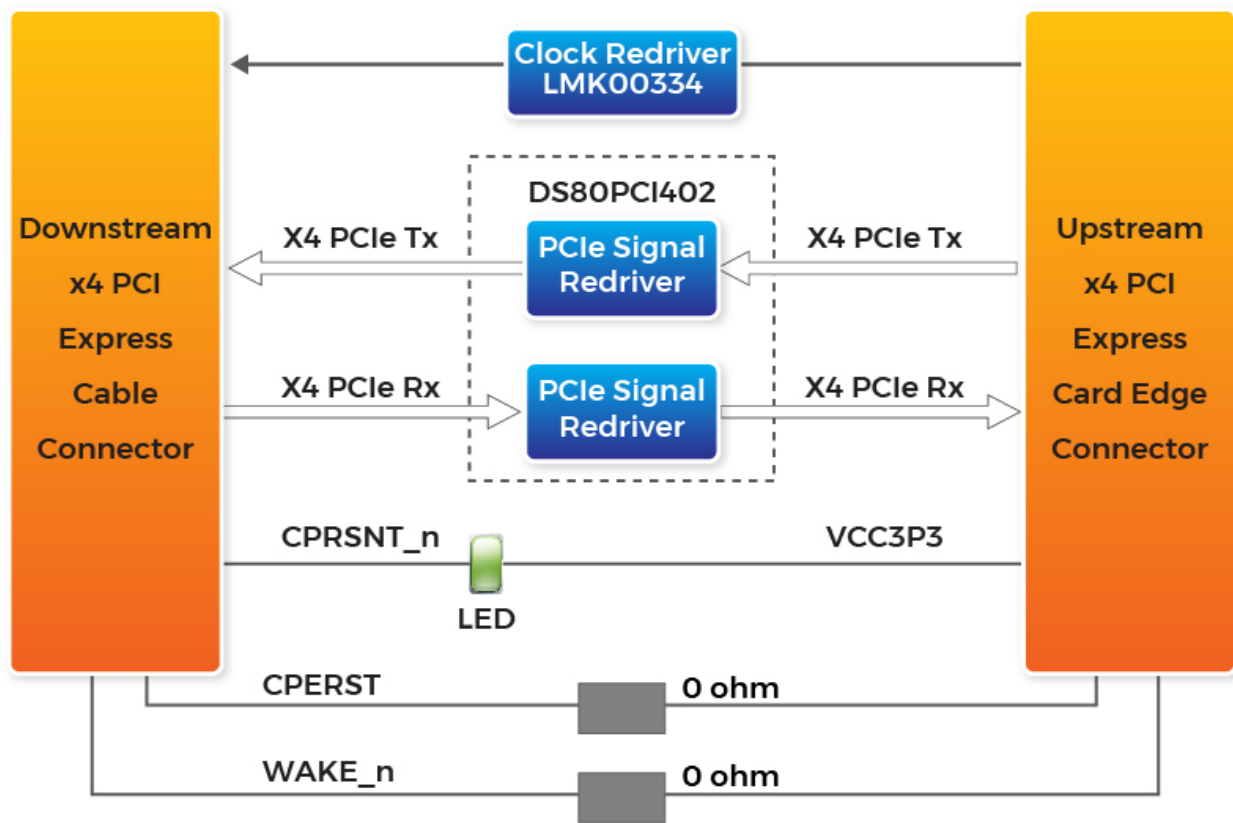 Clock Redriver
LMK00334
DS80PCI402
Downstream
x4 PCI
Express
Cable
Connector
X4 PCIe Tx
PCIe Signal
Redriver
X4 PCIe Tx
Upstream
x4 PCI
Express
Card Edge
Connector
X4 PCIe Rx
PCIe Signal
Redriver
X4 PCIe Rx
CPRSNT_n
VCC3P3
LED
CPERST
0 ohm
WAKE_n
0 ohm